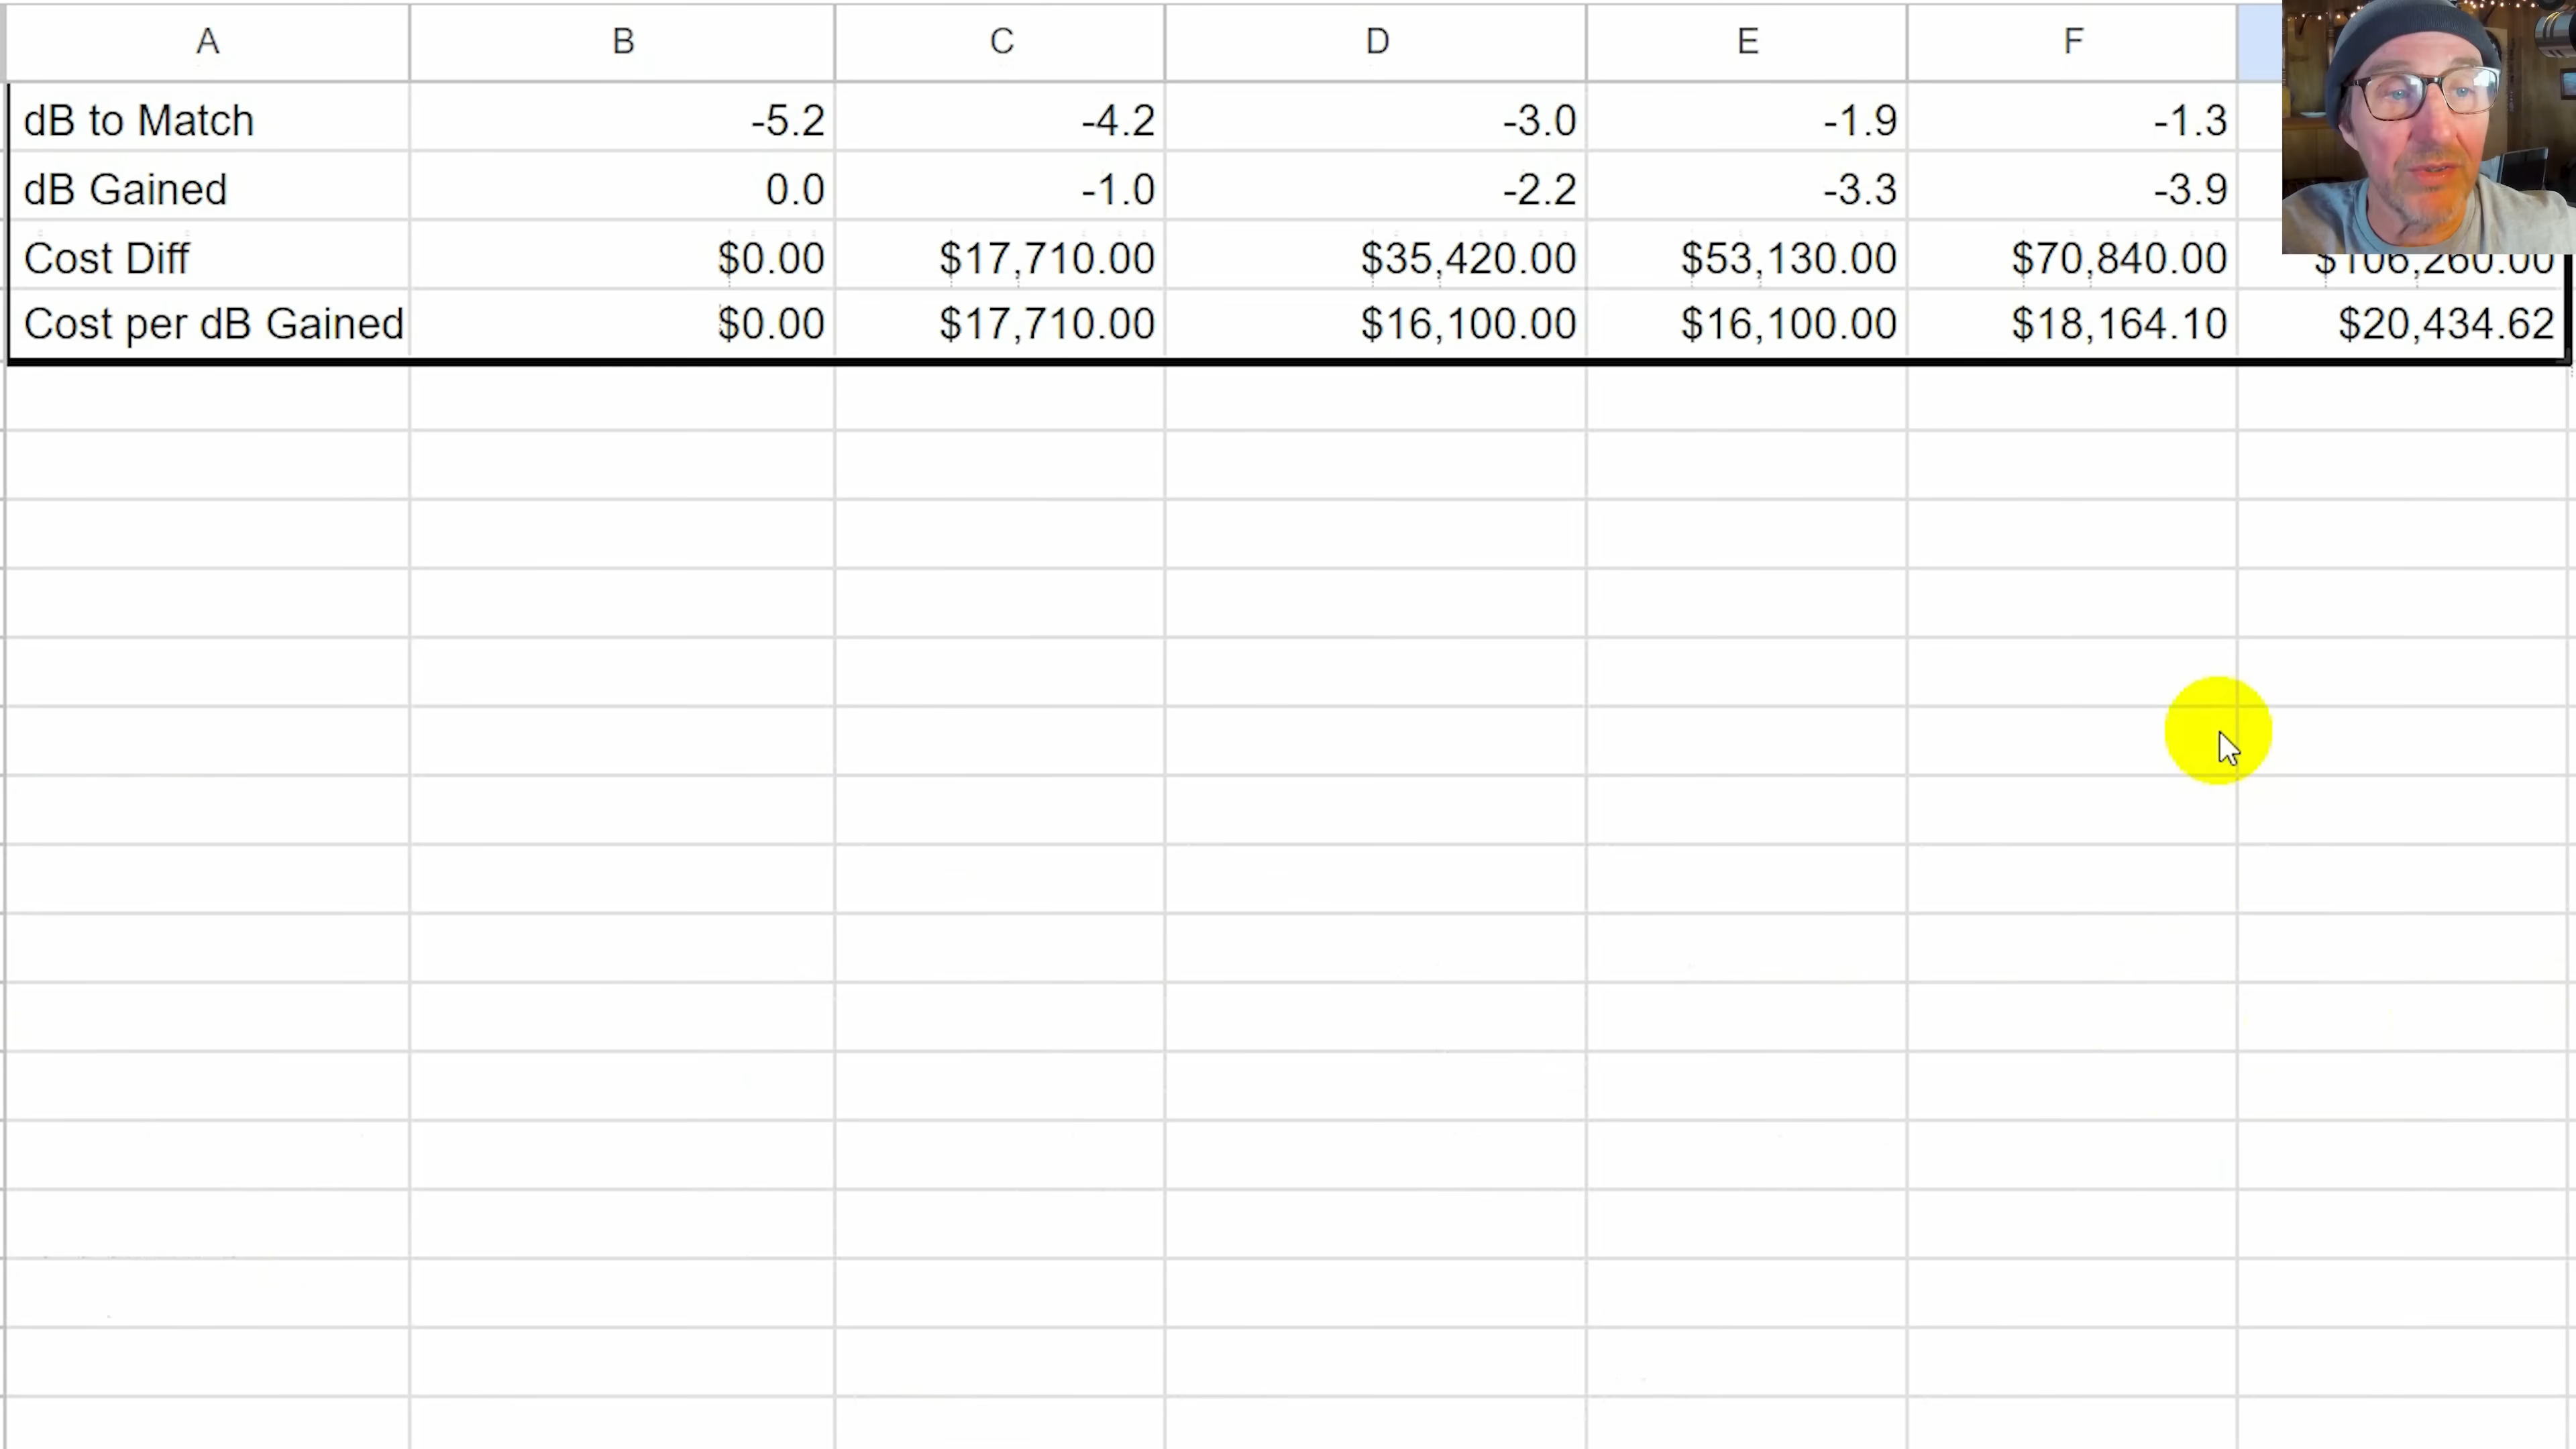 A B C D E F
dB to Match -5.2 -4.2 -3.0 -1.9 -1.3
dB Gained 0.0 -1.0 -2.2 -3.3 -3.9
Cost Diff $0.00 $17,710.00 $35,420.00 $53,130.00 $70,840.00 $106,260.00
Cost per dB Gained $0.00 $17,710.00 $16,100.00 $16,100.00 $18,164.10 $20,434.62